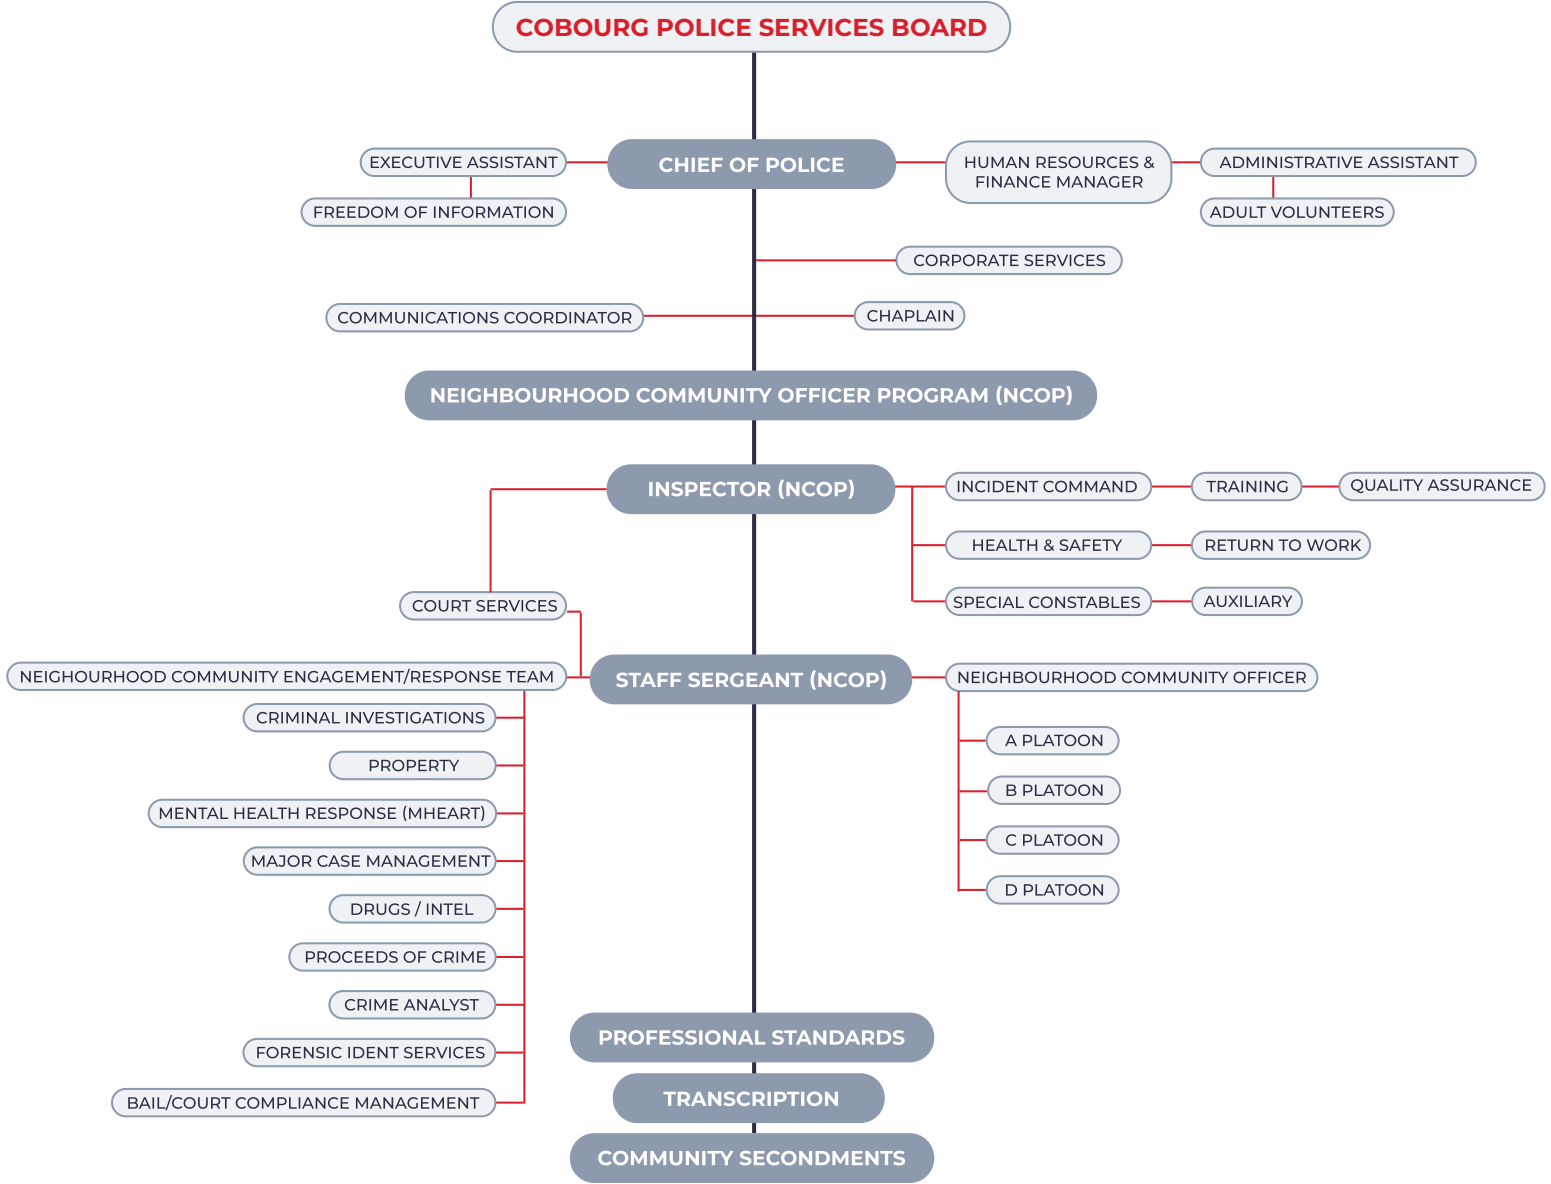 COBOURG POLICE SERVICES BOARD
EXECUTIVE ASSISTANT
CHIEF OF POLICE
HUMAN RESOURCES &
FINANCE MANAGER
ADMINISTRATIVE ASSISTANT
FREEDOM OF INFORMATION
ADULT VOLUNTEERS
CORPORATE SERVICES
COMMUNICATIONS COORDINATOR
CHAPLAIN
NEIGHBOURHOOD COMMUNITY OFFICER PROGRAM (NCOP)
INSPECTOR (NCOP)
INCIDENT COMMAND
TRAINING
QUALITY ASSURANCE
HEALTH & SAFETY
RETURN TO WORK
COURT SERVICES
SPECIAL CONSTABLES
AUXILIARY
NEIGHOURHOOD COMMUNITY ENGAGEMENT/RESPONSE TEAM
STAFF SERGEANT (NCOP)
NEIGHBOURHOOD COMMUNITY OFFICER
CRIMINAL INVESTIGATIONS
PROPERTY
MENTAL HEALTH RESPONSE (MHEART)
MAJOR CASE MANAGEMENT
DRUGS / INTEL
PROCEEDS OF CRIME
CRIME ANALYST
FORENSIC IDENT SERVICES
BAIL/COURT COMPLIANCE MANAGEMENT
A PLATOON
B PLATOON
C PLATOON
D PLATOON
PROFESSIONAL STANDARDS
TRANSCRIPTION
COMMUNITY SECONDMENTS